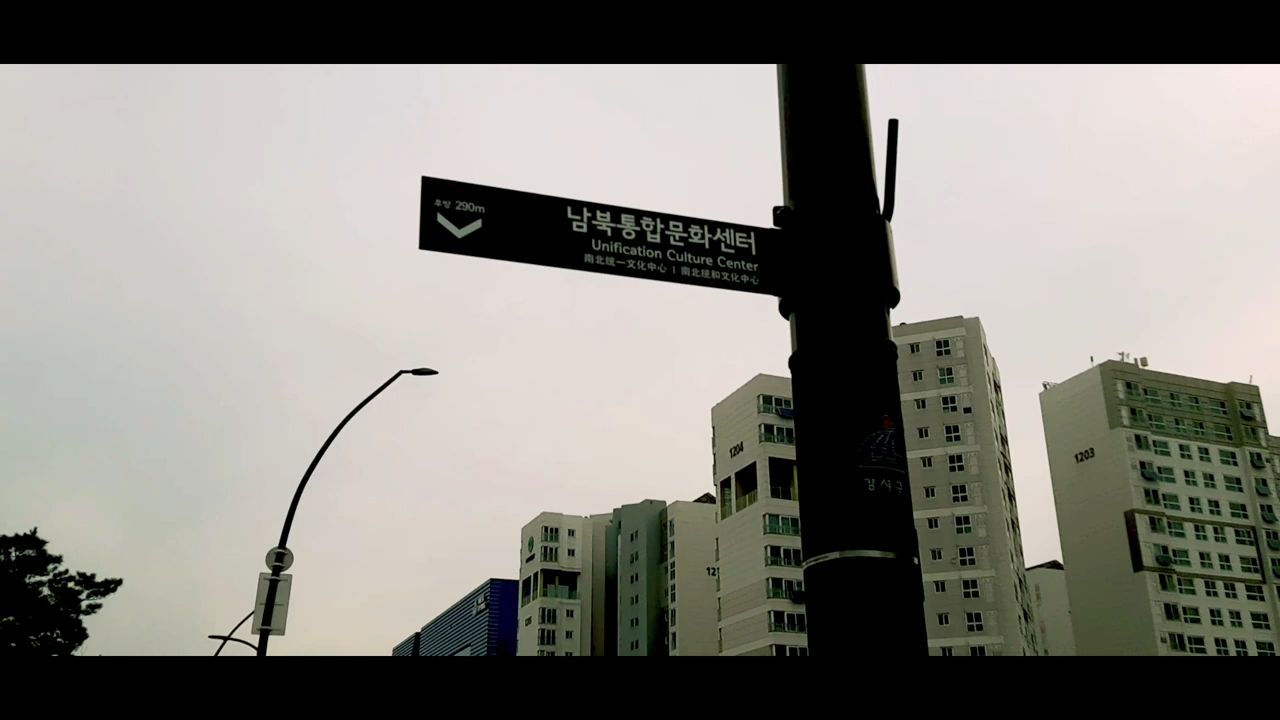 후방 290m
남북통합문화센터
Unification Culture Center
南北统一文化中心 | 南北統和文化中心
1204
1203
강서구